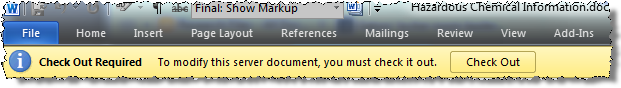 Final: Show Markup Hazardous Chemical Information.doc
File Home Insert Page Layout References Mailings Review View Add-Ins
Check Out Required To modify this server document, you must check it out. Check Out